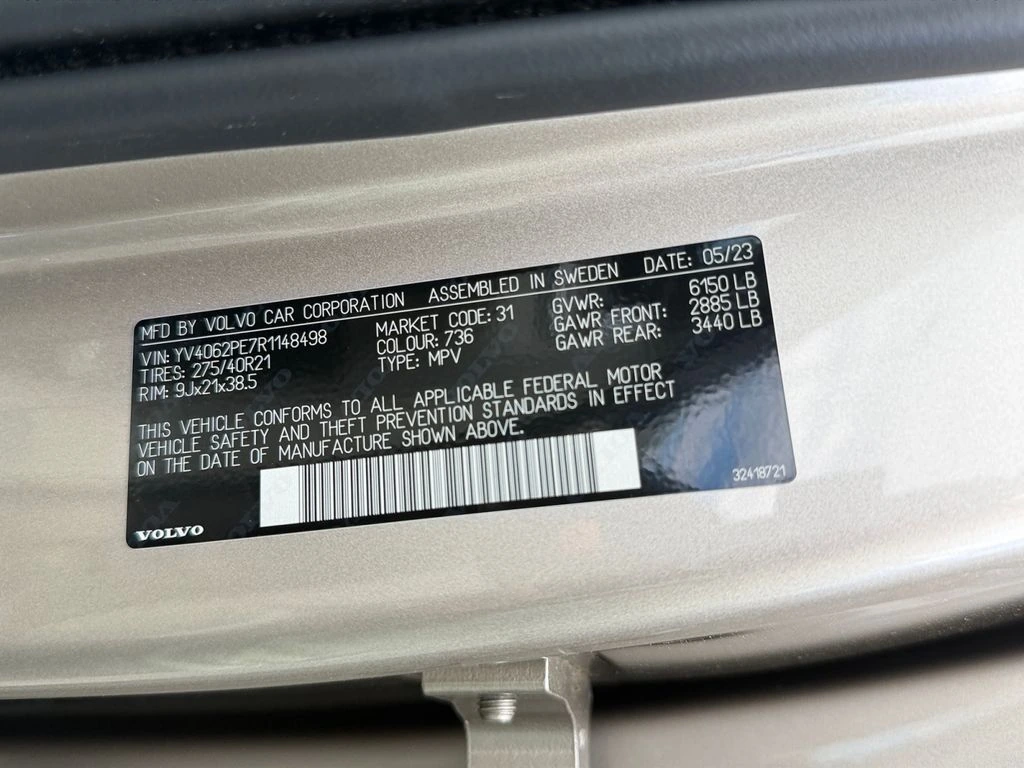 MFD BY VOLVO CAR CORPORATION ASSEMBLED IN SWEDEN DATE: 05/23
VIN: YV4062PE7R1148498 MARKET CODE: 31 GVWR: 6150 LB
TIRES: 275/40R21 COLOUR: 736 GAWR FRONT: 2885 LB
RIM: 9Jx21x38.5 TYPE: MPV GAWR REAR: 3440 LB
THIS VEHICLE CONFORMS TO ALL APPLICABLE FEDERAL MOTOR
VEHICLE SAFETY AND THEFT PREVENTION STANDARDS IN EFFECT
ON THE DATE OF MANUFACTURE SHOWN ABOVE.
32418721
VOLVO